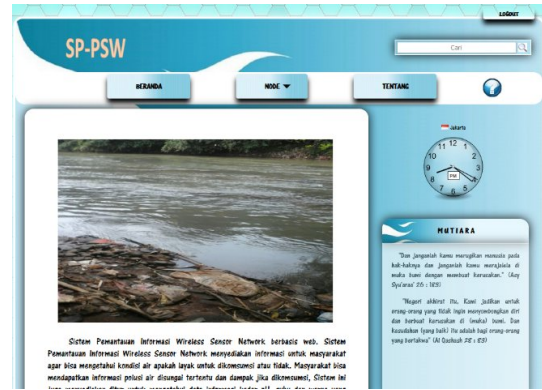 LOGOUT
SP-PSW
Cari
BERANDA
NODE
TENTANG
Jakarta
11 12 1
10 2
9 3
8 PM 4
7 6 5
MUTIARA
"Dan janganlah kamu merugikan manusia pada
hak-haknya dan janganlah kamu merajalela di
muka bumi dengan membuat kerusakan." (Asy
Syu'araa' 26 : 183)
"Negeri akhirat itu, Kami jadikan untuk
orang-orang yang tidak ingin menyombongkan diri
dan berbuat kerusakan di (muka) bumi. Dan
kesudahan (yang baik) itu adalah bagi orang-orang
yang bertakwa" (Al Qashash 28 : 83)
Sistem Pemantauan Informasi Wireless Sensor Network berbasis web. Sistem
Pemantauan Informasi Wireless Sensor Network menyediakan informasi untuk masyarakat
agar bisa mengetahui kondisi air apakah layak untuk dikomsumsi atau tidak. Masyarakat bisa
mendapatkan informasi polusi air disungai tertentu dan dampak jika dikomsumsi, Sistem ini